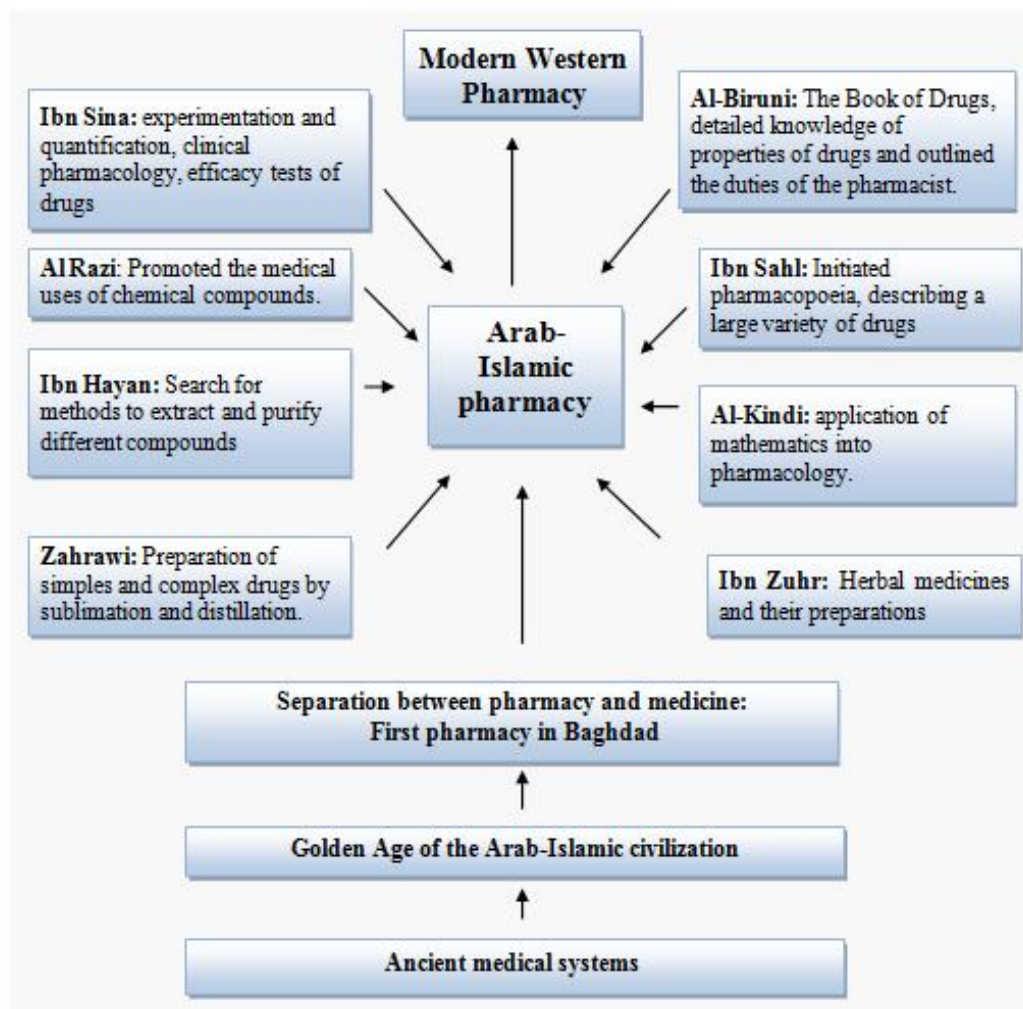 Modern Western
Pharmacy
Ibn Sina: experimentation and
quantification, clinical
pharmacology, efficacy tests of
drugs
Al-Biruni: The Book of Drugs,
detailed knowledge of
properties of drugs and outlined
the duties of the pharmacist.
Al Razi: Promoted the medical
uses of chemical compounds.
Ibn Sahl: Initiated
pharmacopoeia, describing a
large variety of drugs
Arab-
Islamic
pharmacy
Ibn Hayan: Search for
methods to extract and purify
different compounds
Al-Kindi: application of
mathematics into
pharmacology.
Zahrawi: Preparation of
simples and complex drugs by
sublimation and distillation.
Ibn Zuhr: Herbal medicines
and their preparations
Separation between pharmacy and medicine:
First pharmacy in Baghdad
Golden Age of the Arab-Islamic civilization
Ancient medical systems